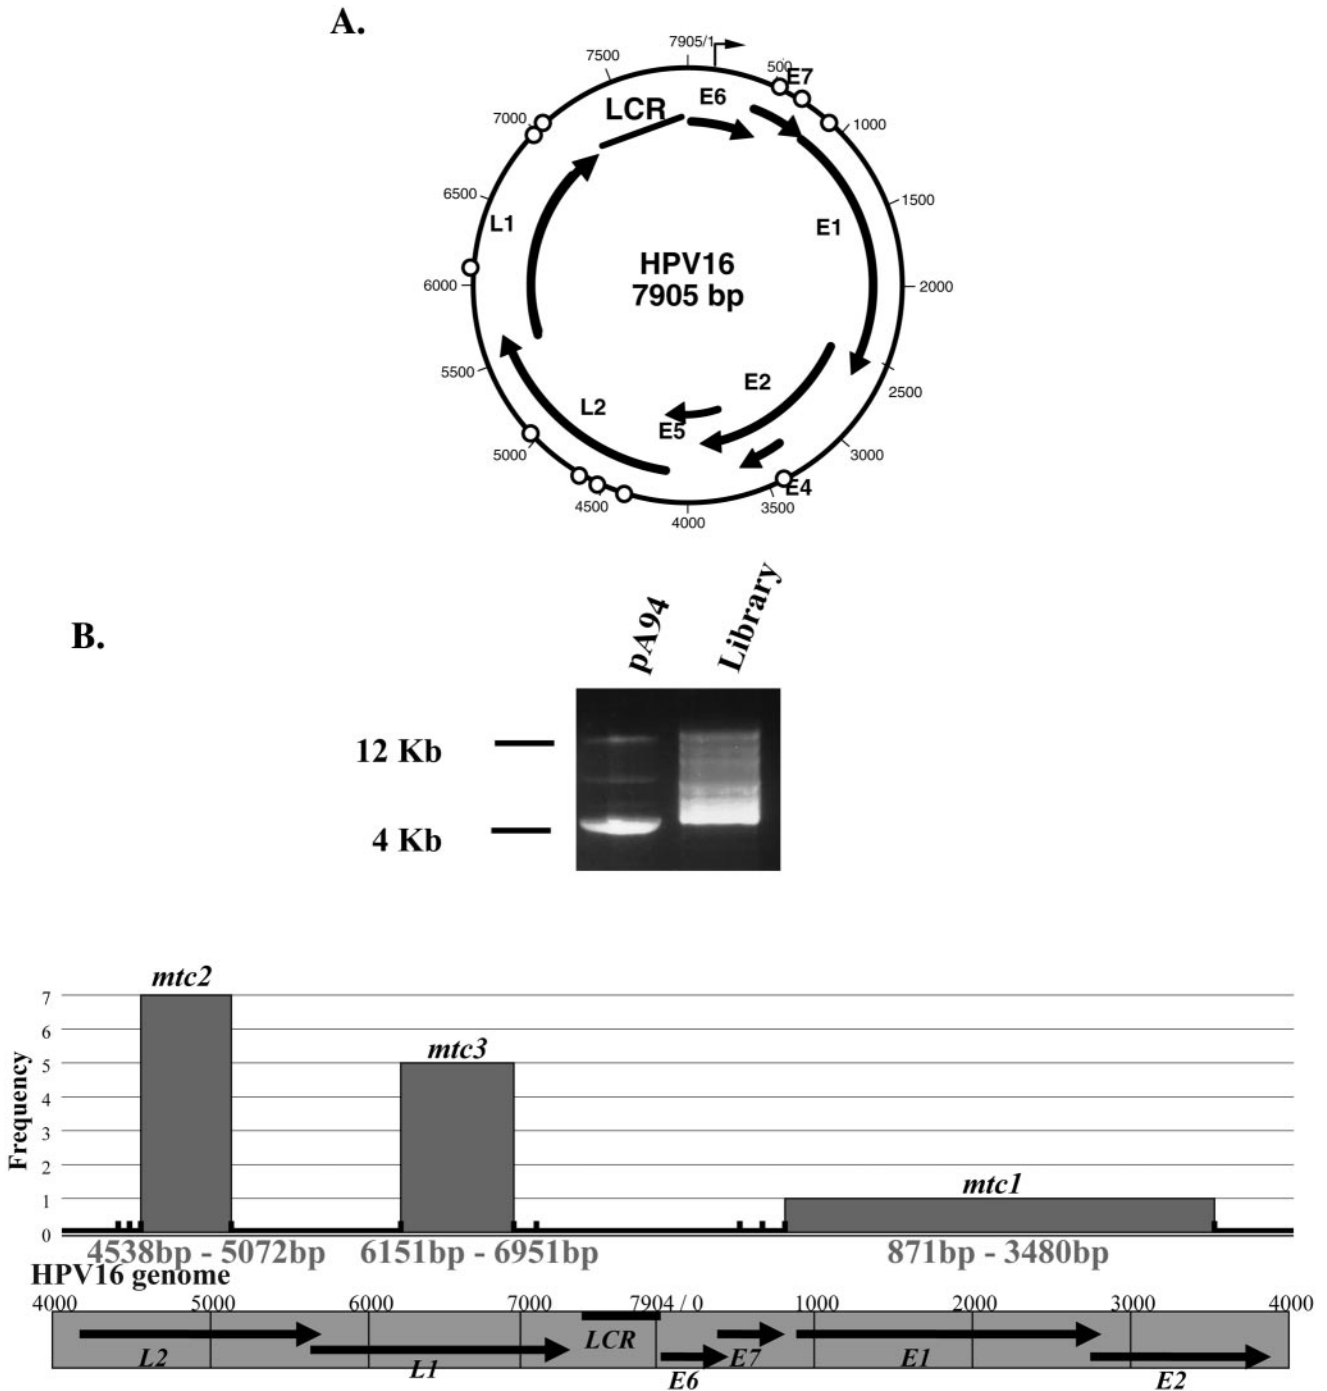 A.
7905/1
500
E7
1000
1500
2000
2500
3000
E4
3500
4000
4500
5000
5500
6000
6500
7000
7500
LCR
E6
E1
E2
E5
L2
L1
HPV16
7905 bp
B.
pA94
Library
12 Kb
4 Kb
Frequency
7
6
5
4
3
2
1
0
mtc2
mtc3
mtc1
4538bp - 5072bp
6151bp - 6951bp
871bp - 3480bp
HPV16 genome
4000
5000
6000
7000
7904 / 0
1000
2000
3000
4000
L2
L1
LCR
E6
E7
E1
E2